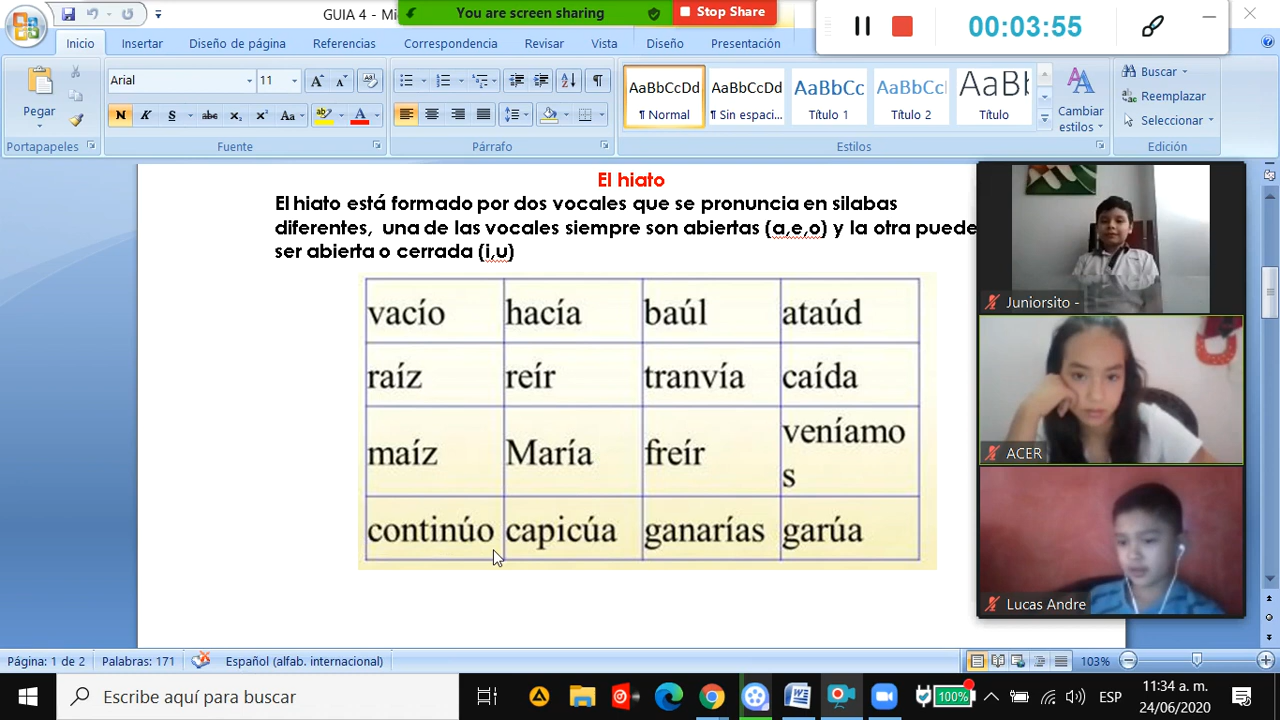 GUIA 4 - Mi
You are screen sharing
Stop Share
00:03:55
Inicio
Insertar
Diseño de página
Referencias
Correspondencia
Revisar
Vista
Diseño
Presentación
Pegar
Portapapeles
Arial
11
N K S abc x₂ x² Aa
Fuente
Párrafo
AaBbCcDd AaBbCcDd AaBbCc AaBbCcl AaB
¶ Normal
¶ Sin espaci...
Título 1
Título 2
Título
Cambiar
estilos
Estilos
Buscar
Reemplazar
Seleccionar
Edición
El hiato
El hiato está formado por dos vocales que se pronuncia en silabas
diferentes, una de las vocales siempre son abiertas (a,e,o) y la otra puede
ser abierta o cerrada (i,u)
vacío hacía baúl ataúd
raíz reír tranvía caída
maíz María freír veníamo
s
continúo capicúa ganarías garúa
Juniorsito -
ACER
Lucas Andre
Página: 1 de 2
Palabras: 171
Español (alfab. internacional)
103%
Escribe aquí para buscar
100%
ESP
11:34 a. m.
24/06/2020